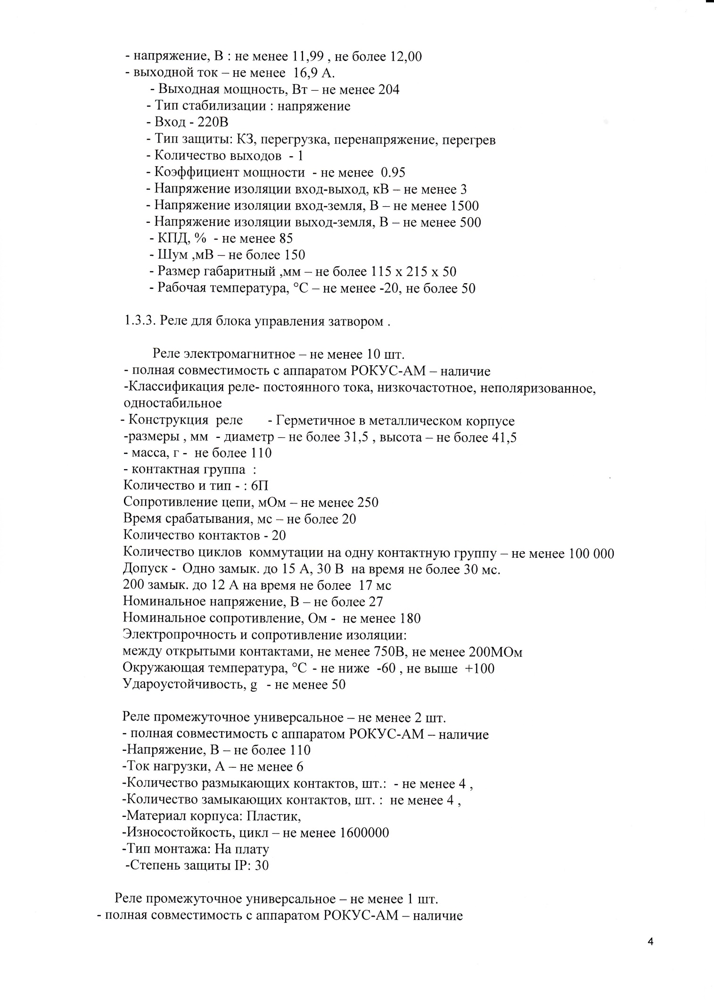 - напряжение, В : не менее 11,99 , не более 12,00
- выходной ток – не менее  16,9 А.
- Выходная мощность, Вт – не менее 204
- Тип стабилизации : напряжение
- Вход - 220В
- Тип защиты: КЗ, перегрузка, перенапряжение, перегрев
- Количество выходов  - 1
- Коэффициент мощности  - не менее  0.95
- Напряжение изоляции вход-выход, кВ – не менее 3
- Напряжение изоляции вход-земля, В – не менее 1500
- Напряжение изоляции выход-земля, В – не менее 500
- КПД, %  - не менее 85
- Шум ,мВ – не более 150
- Размер габаритный ,мм – не более 115 х 215 х 50
- Рабочая температура, °С – не менее -20, не более 50
1.3.3. Реле для блока управления затвором .
Реле электромагнитное – не менее 10 шт.
- полная совместимость с аппаратом РОКУС-АМ – наличие
-Классификация реле- постоянного тока, низкочастотное, неполяризованное,
одностабильное
- Конструкция  реле       - Герметичное в металлическом корпусе
-размеры , мм  - диаметр – не более 31,5 , высота – не более 41,5
- масса, г -  не более 110
- контактная группа  :
Количество и тип - : 6П
Сопротивление цепи, мОм – не менее 250
Время срабатывания, мс – не более 20
Количество контактов - 20
Количество циклов  коммутации на одну контактную группу – не менее 100 000
Допуск -  Одно замык. до 15 А, 30 В  на время не более 30 мс.
200 замык. до 12 А на время не более  17 мс
Номинальное напряжение, В – не более 27
Номинальное сопротивление, Ом -  не менее 180
Электропрочность и сопротивление изоляции:
между открытыми контактами, не менее 750В, не менее 200МОм
Окружающая температура, °С  - не ниже  -60 , не выше  +100
Удароустойчивость, g   - не менее 50
Реле промежуточное универсальное – не менее 2 шт.
- полная совместимость с аппаратом РОКУС-АМ – наличие
-Напряжение, В – не более 110
-Ток нагрузки, А – не менее 6
-Количество размыкающих контактов, шт.:  - не менее 4 ,
-Количество замыкающих контактов, шт. :  не менее 4 ,
-Материал корпуса: Пластик,
-Износостойкость, цикл – не менее 1600000
-Тип монтажа: На плату
-Степень защиты IP: 30
Реле промежуточное универсальное – не менее 1 шт.
- полная совместимость с аппаратом РОКУС-АМ – наличие
4